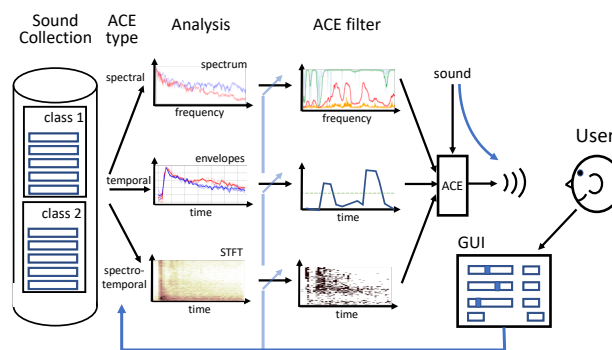 Sound
Collection
ACE
type
Analysis
ACE filter
class 1
class 2
spectral
spectrum
frequency
frequency
temporal
envelopes
time
time
spectro-
temporal
STFT
time
time
sound
ACE
User
GUI